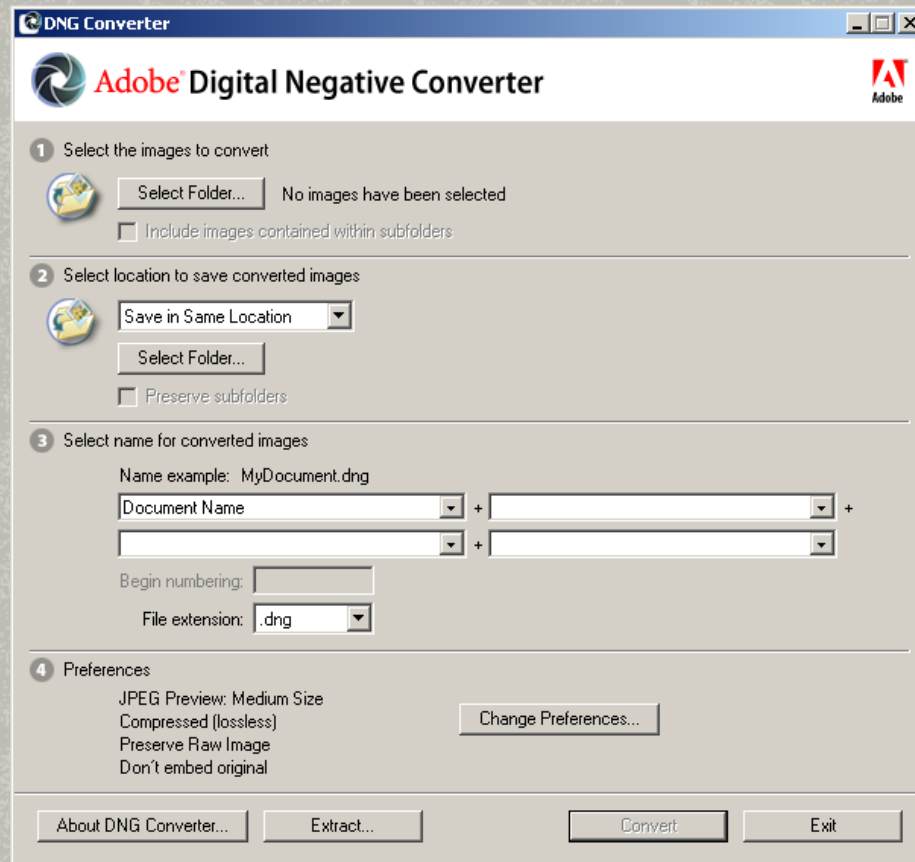 DNG Converter
Adobe® Digital Negative Converter
Adobe
1 Select the images to convert
Select Folder... No images have been selected
Include images contained within subfolders
2 Select location to save converted images
Save in Same Location
Select Folder...
Preserve subfolders
3 Select name for converted images
Name example: MyDocument.dng
Document Name + +
+
Begin numbering:
File extension: .dng
4 Preferences
JPEG Preview: Medium Size
Compressed (lossless)
Change Preferences...
Preserve Raw Image
Don´t embed original
About DNG Converter... Extract... Convert Exit